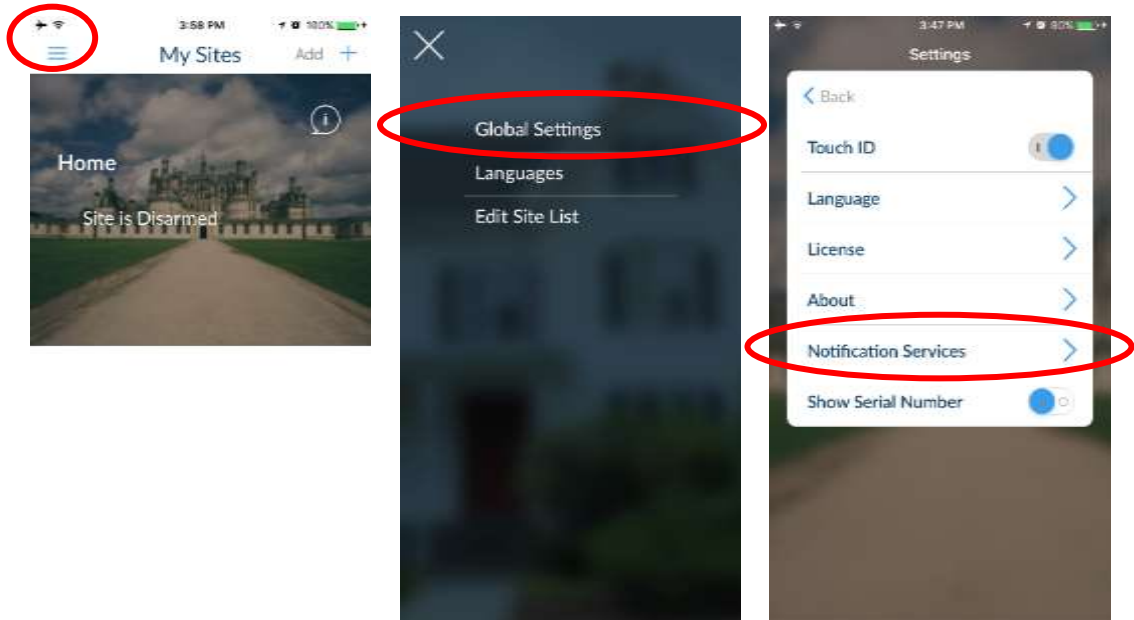 3:58 PM
100%
My Sites
Add +
Home
Site is Disarmed
Global Settings
Languages
Edit Site List
3:47 PM
80%
Settings
Back
Touch ID
Language
License
About
Notification Services
Show Serial Number